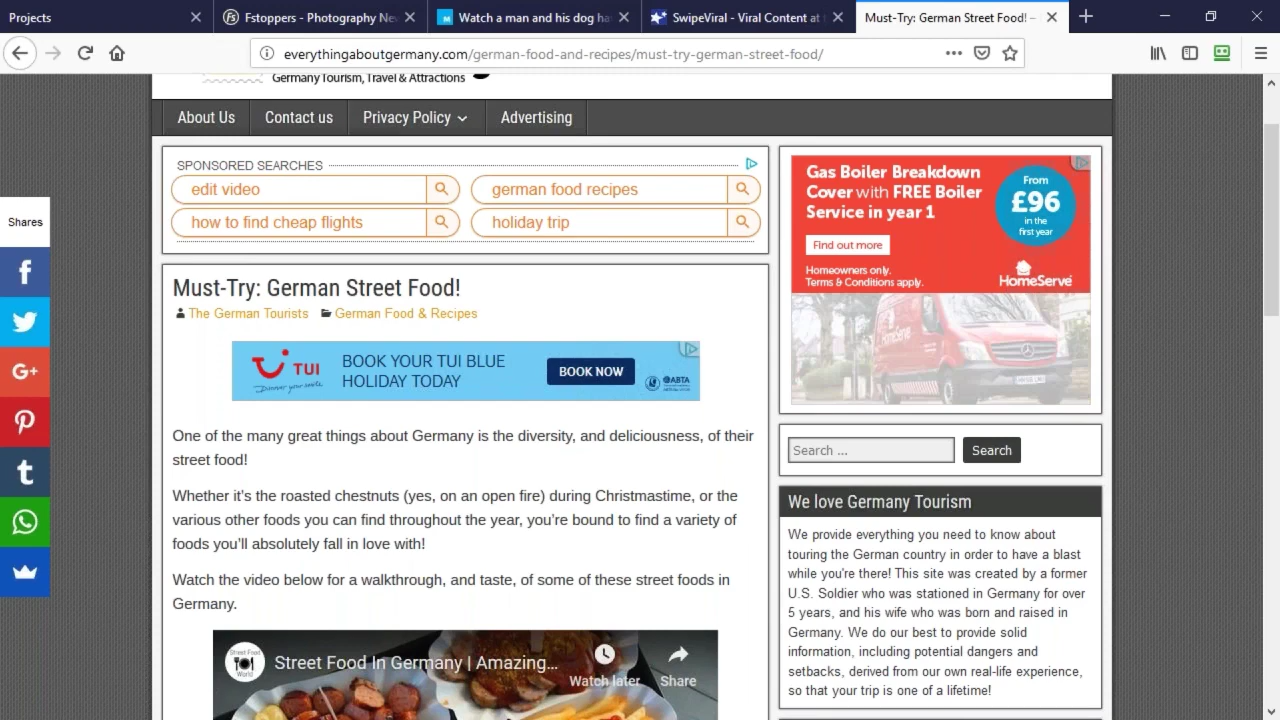 Projects
Fstoppers - Photography Ne
Watch a man and his dog ha
SwipeViral - Viral Content at
Must-Try: German Street Food! –
everythingaboutgermany.com/german-food-and-recipes/must-try-german-street-food/
Germany Tourism, Travel & Attractions
About Us
Contact us
Privacy Policy
Advertising
SPONSORED SEARCHES
edit video
german food recipes
how to find cheap flights
holiday trip
Gas Boiler Breakdown
Cover with FREE Boiler
Service in year 1
From
£96
in the
first year
Find out more
Homeowners only.
Terms & Conditions apply.
HomeServe
Shares
Must-Try: German Street Food!
The German Tourists
German Food & Recipes
TUI
Discover your smile
BOOK YOUR TUI BLUE
HOLIDAY TODAY
BOOK NOW
ABTA
One of the many great things about Germany is the diversity, and deliciousness, of their
street food!
Whether it's the roasted chestnuts (yes, on an open fire) during Christmastime, or the
various other foods you can find throughout the year, you're bound to find a variety of
foods you'll absolutely fall in love with!
Watch the video below for a walkthrough, and taste, of some of these street foods in
Germany.
Street Food
World
Street Food In Germany | Amazing...
Watch later
Share
Search ...
Search
We love Germany Tourism
We provide everything you need to know about
touring the German country in order to have a blast
while you're there! This site was created by a former
U.S. Soldier who was stationed in Germany for over
5 years, and his wife who was born and raised in
Germany. We do our best to provide solid
information, including potential dangers and
setbacks, derived from our own real-life experience,
so that your trip is one of a lifetime!